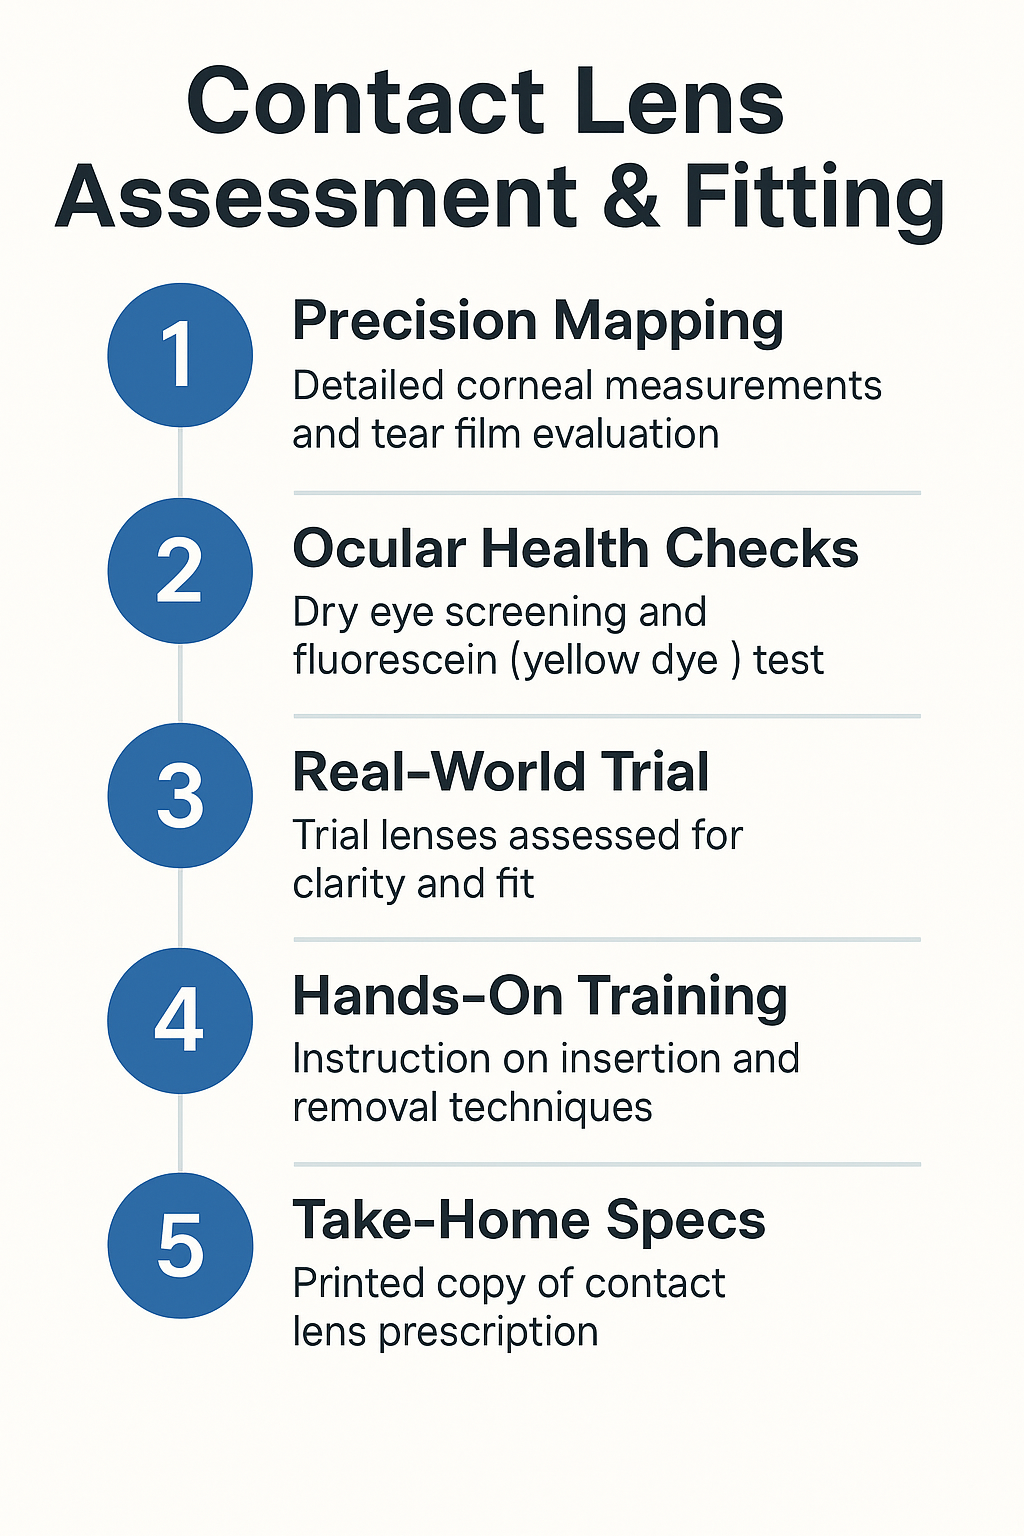 Contact Lens
Assessment & Fitting
1
Precision Mapping
Detailed corneal measurements
and tear film evaluation
2
Ocular Health Checks
Dry eye screening and
fluorescein (yellow dye ) test
3
Real-World Trial
Trial lenses assessed for
clarity and fit
4
Hands-On Training
Instruction on insertion and
removal techniques
5
Take-Home Specs
Printed copy of contact
lens prescription